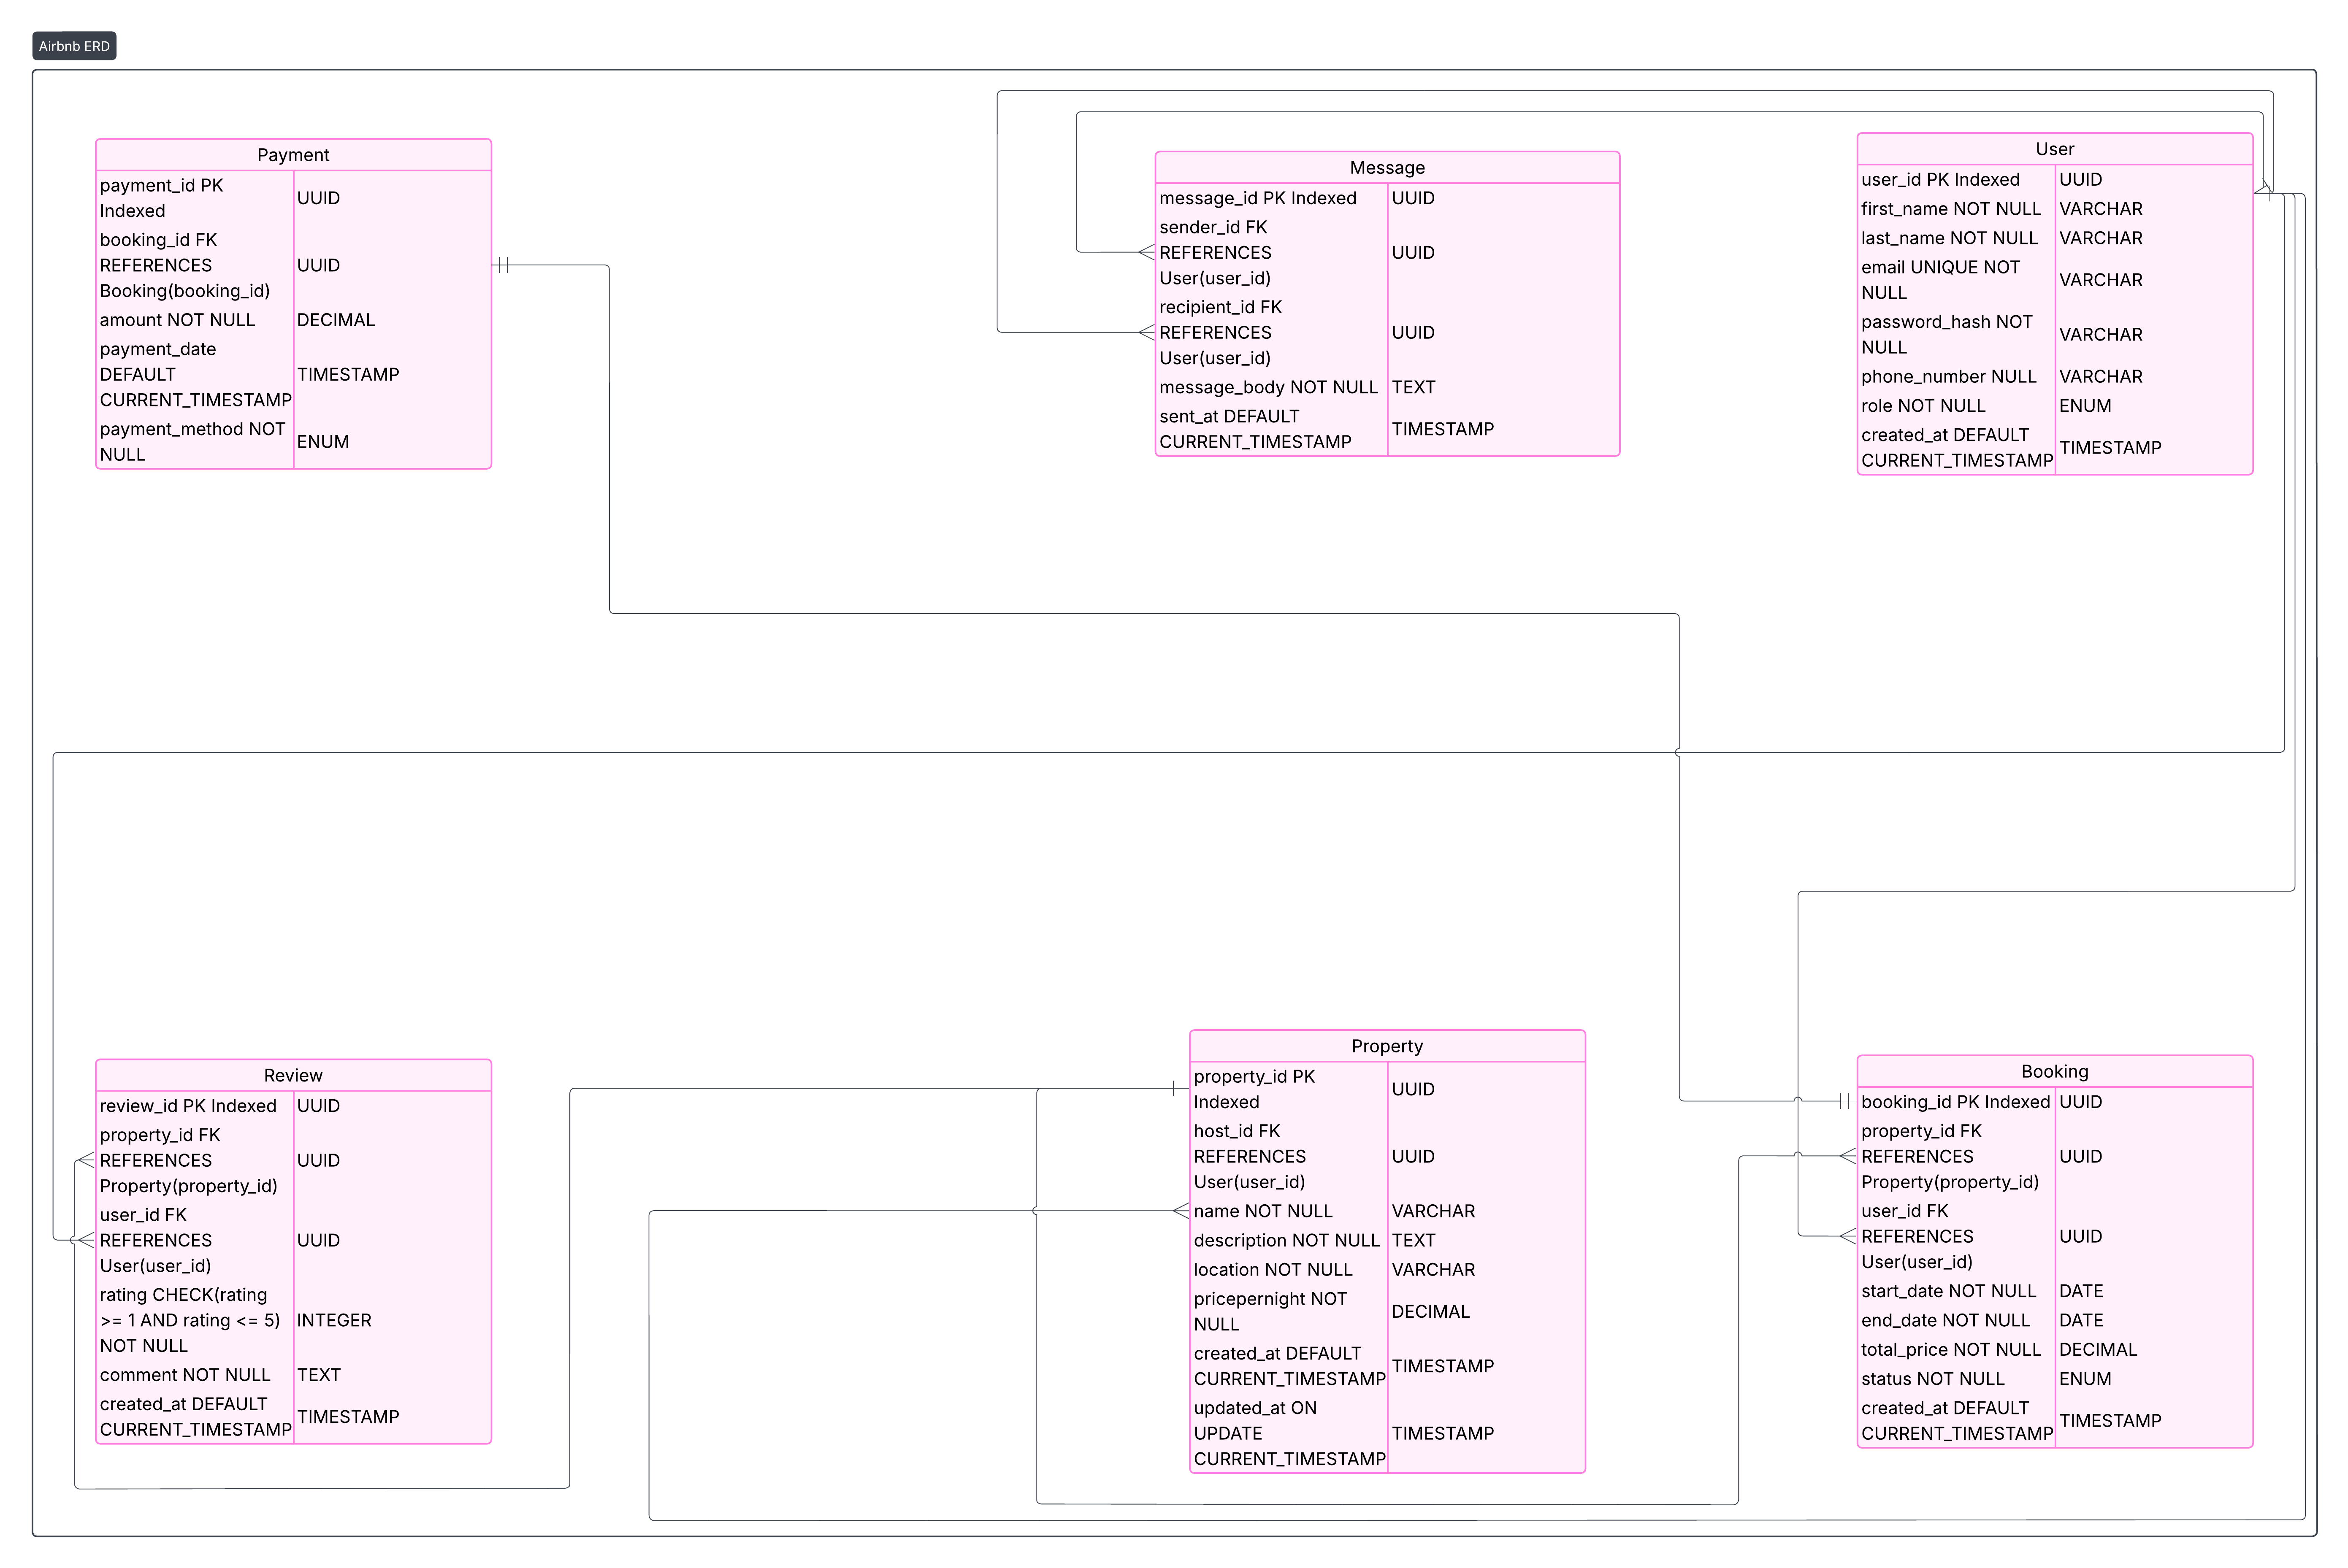 Airbnb ERD
Payment
payment_id PK
Indexed
UUID
booking_id FK
REFERENCES
Booking(booking_id)
UUID
amount NOT NULL
DECIMAL
payment_date
DEFAULT
CURRENT_TIMESTAMP
TIMESTAMP
payment_method NOT
NULL
ENUM
Message
message_id PK Indexed
UUID
sender_id FK
REFERENCES
User(user_id)
UUID
recipient_id FK
REFERENCES
User(user_id)
UUID
message_body NOT NULL
TEXT
sent_at DEFAULT
CURRENT_TIMESTAMP
TIMESTAMP
User
user_id PK Indexed
UUID
first_name NOT NULL
VARCHAR
last_name NOT NULL
VARCHAR
email UNIQUE NOT
NULL
VARCHAR
password_hash NOT
NULL
VARCHAR
phone_number NULL
VARCHAR
role NOT NULL
ENUM
created_at DEFAULT
CURRENT_TIMESTAMP
TIMESTAMP
Review
review_id PK Indexed
UUID
property_id FK
REFERENCES
Property(property_id)
UUID
user_id FK
REFERENCES
User(user_id)
UUID
rating CHECK(rating
>= 1 AND rating <= 5)
NOT NULL
INTEGER
comment NOT NULL
TEXT
created_at DEFAULT
CURRENT_TIMESTAMP
TIMESTAMP
Property
property_id PK
Indexed
UUID
host_id FK
REFERENCES
User(user_id)
UUID
name NOT NULL
VARCHAR
description NOT NULL
TEXT
location NOT NULL
VARCHAR
pricepernight NOT
NULL
DECIMAL
created_at DEFAULT
CURRENT_TIMESTAMP
TIMESTAMP
updated_at ON
UPDATE
CURRENT_TIMESTAMP
TIMESTAMP
Booking
booking_id PK Indexed
UUID
property_id FK
REFERENCES
Property(property_id)
UUID
user_id FK
REFERENCES
User(user_id)
UUID
start_date NOT NULL
DATE
end_date NOT NULL
DATE
total_price NOT NULL
DECIMAL
status NOT NULL
ENUM
created_at DEFAULT
CURRENT_TIMESTAMP
TIMESTAMP